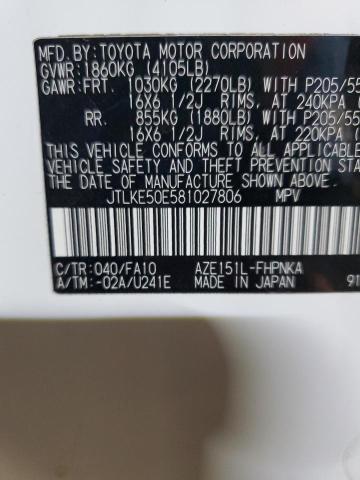 MFD.BY:TOYOTA MOTOR CORPORATION
GVWR:1860KG (4105LB)
GAWR:FRT. 1030KG (2270LB) WITH P205/55
16X6 1/2J RIMS, AT 240KPA
RR. 855KG (1880LB) WITH P205/55
16X6 1/2J RIMS, AT 220KPA
THIS VEHICLE CONFORMS TO ALL APPLICABLE
VEHICLE SAFETY AND BUMPER STA
THE DATE OF MANUFACTURE SHOWN ABOVE.
JTLKE50E581027806 MPV
C/TR:040/FA10 AZE151L-FHPNKA
A/TM:-02A/U241E MADE IN JAPAN 91